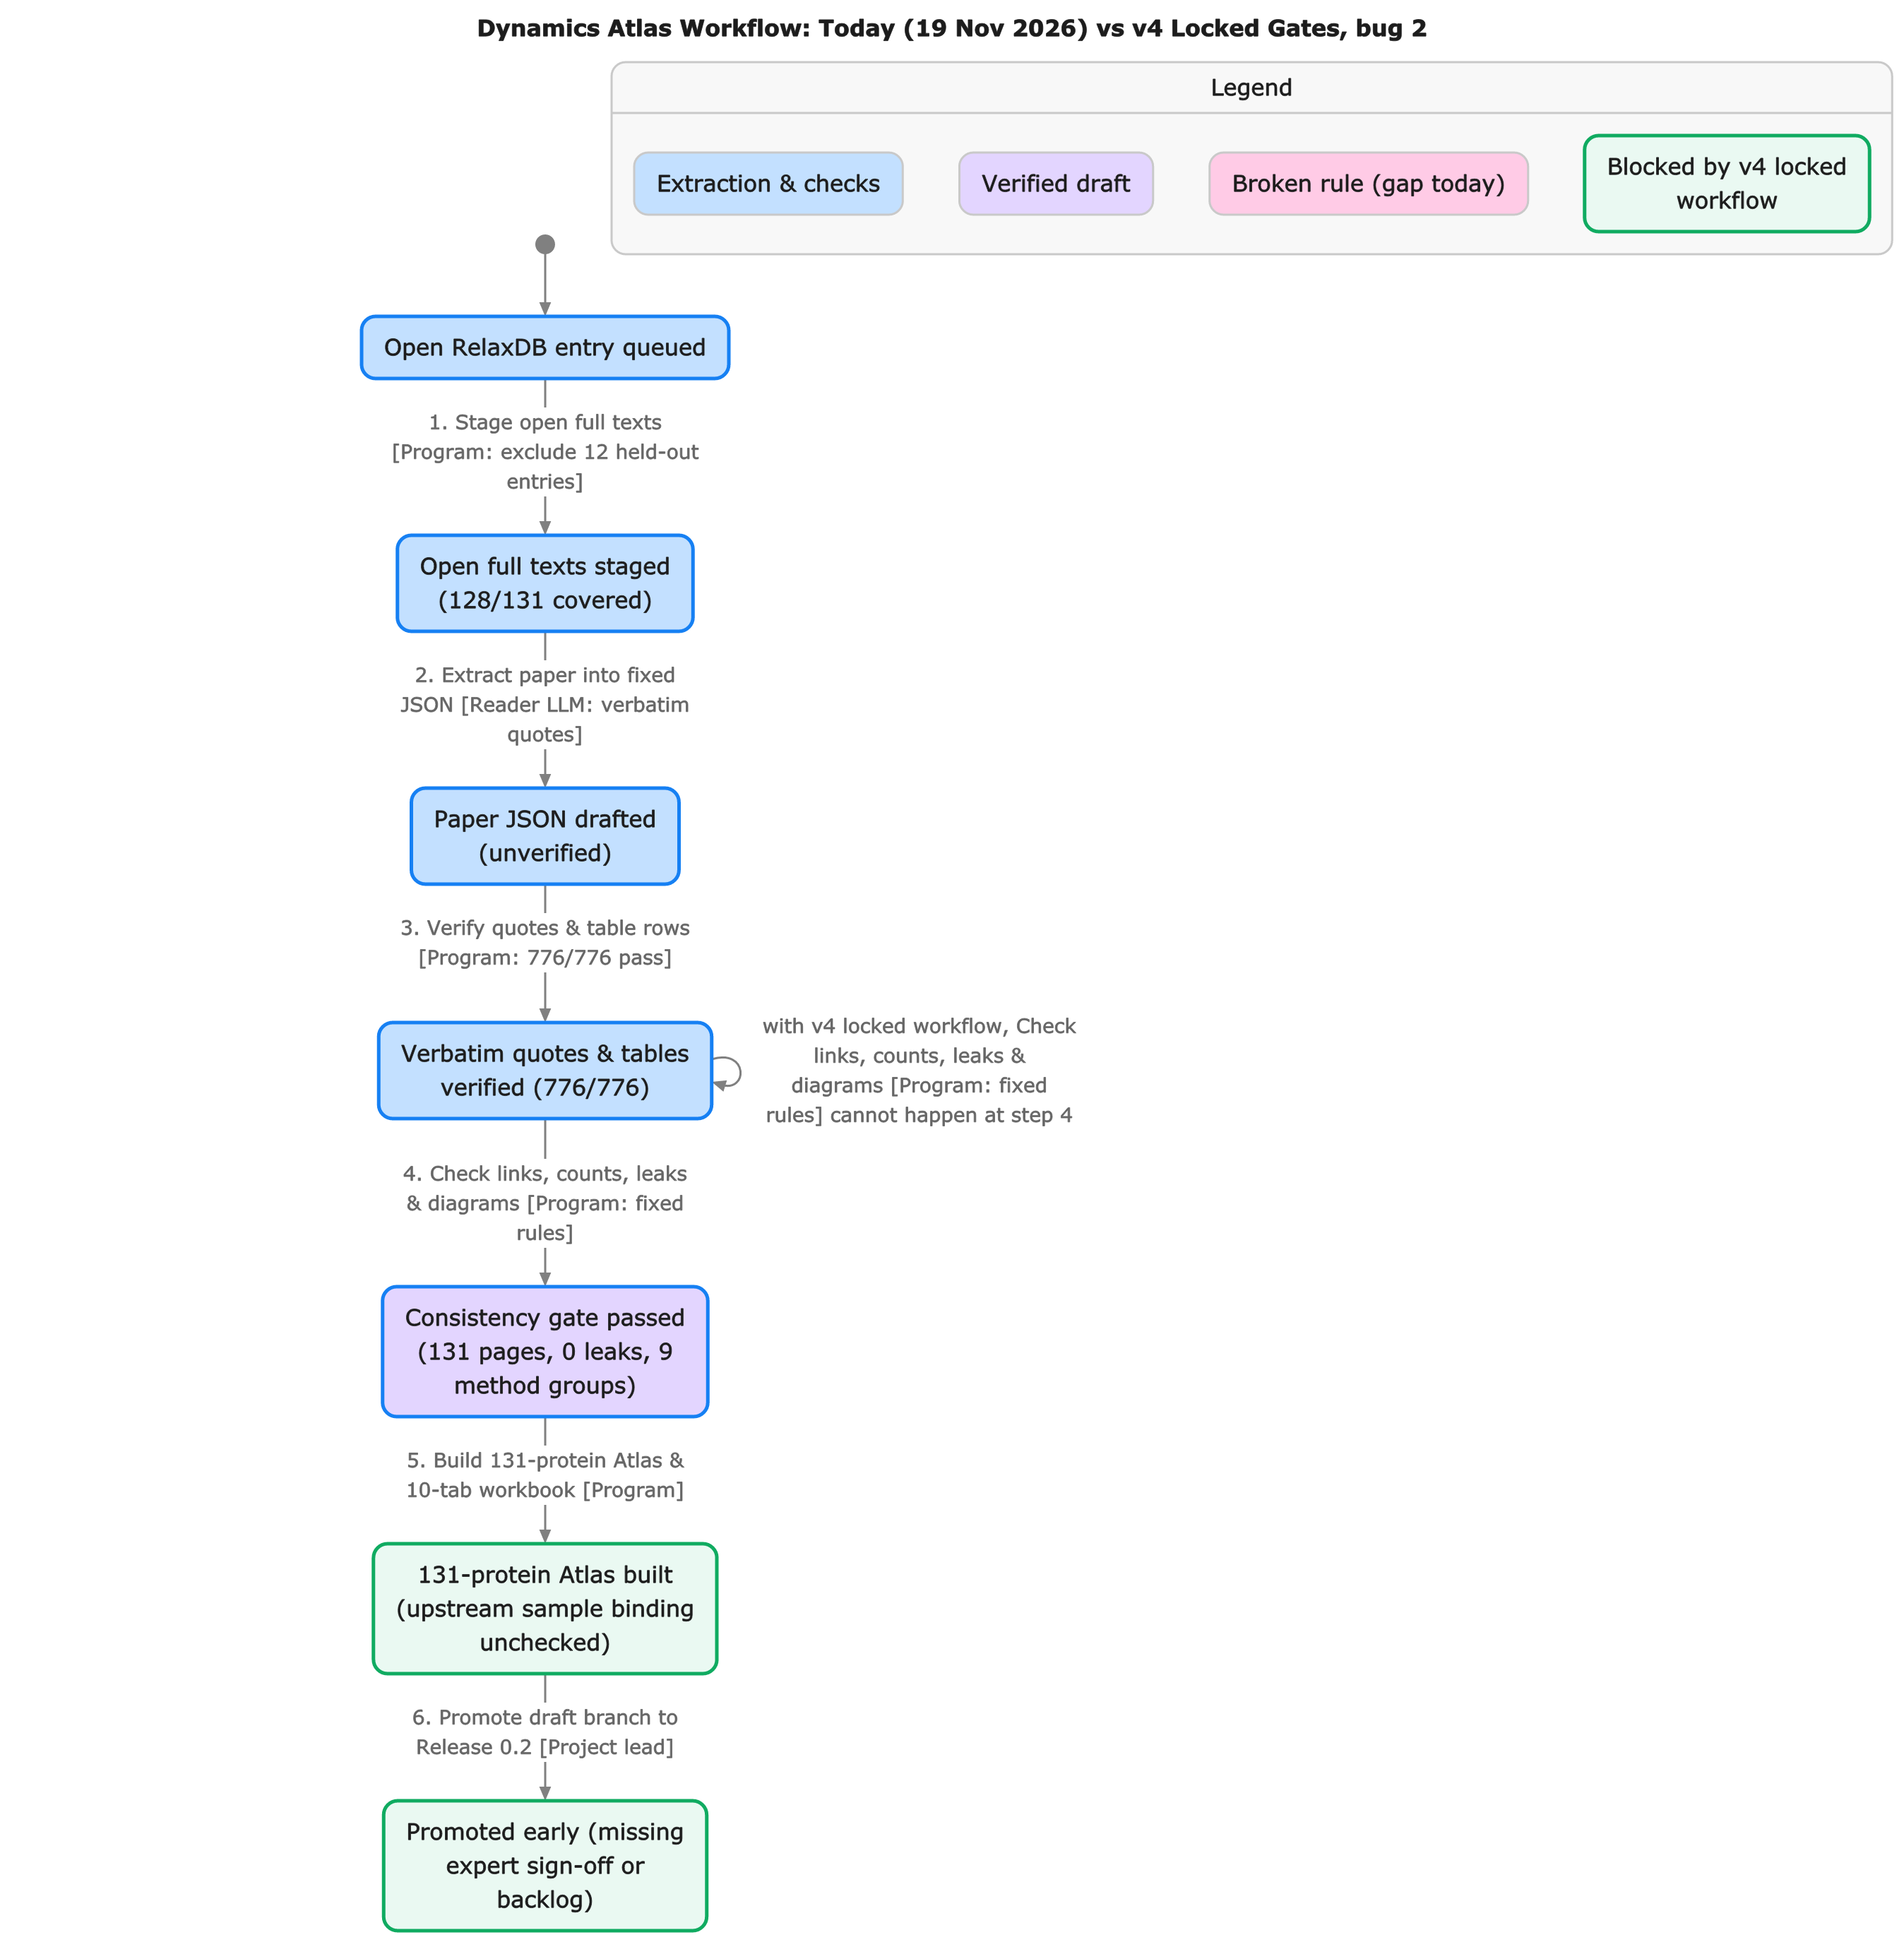 Dynamics Atlas Workflow: Today (19 Nov 2026) vs v4 Locked Gates, bug 2
Legend
Extraction & checks
Verified draft
Broken rule (gap today)
Blocked by v4 locked
workflow
Open RelaxDB entry queued
1. Stage open full texts
[Program: exclude 12 held-out
entries]
Open full texts staged
(128/131 covered)
2. Extract paper into fixed
JSON [Reader LLM: verbatim
quotes]
Paper JSON drafted
(unverified)
3. Verify quotes & table rows
[Program: 776/776 pass]
Verbatim quotes & tables
verified (776/776)
with v4 locked workflow, Check
links, counts, leaks &
diagrams [Program: fixed
rules] cannot happen at step 4
4. Check links, counts, leaks
& diagrams [Program: fixed
rules]
Consistency gate passed
(131 pages, 0 leaks, 9
method groups)
5. Build 131-protein Atlas &
10-tab workbook [Program]
131-protein Atlas built
(upstream sample binding
unchecked)
6. Promote draft branch to
Release 0.2 [Project lead]
Promoted early (missing
expert sign-off or
backlog)